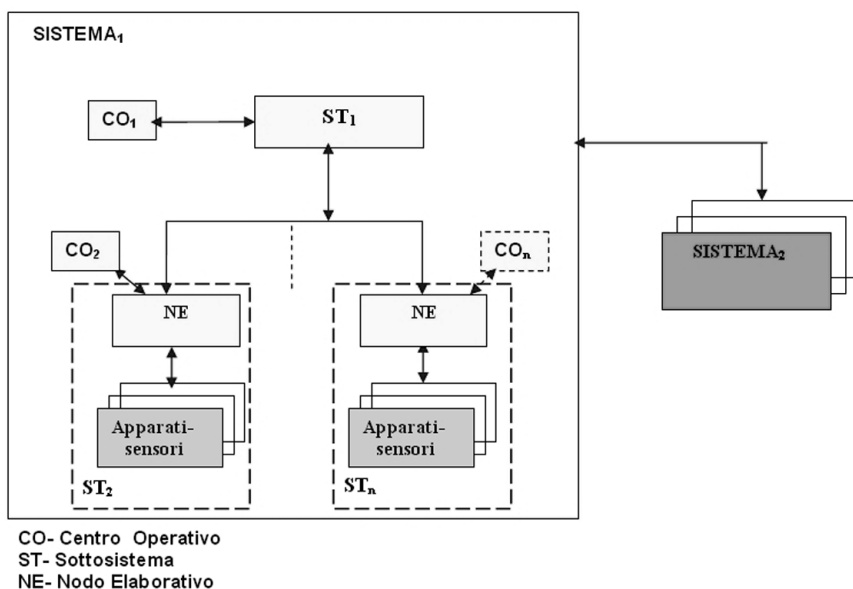 SISTEMA₁
CO₁
ST₁
CO₂
COₙ
SISTEMA₂
NE
NE
Apparati-
sensori
Apparati-
sensori
ST₂
STₙ
CO- Centro Operativo
ST- Sottosistema
NE- Nodo Elaborativo